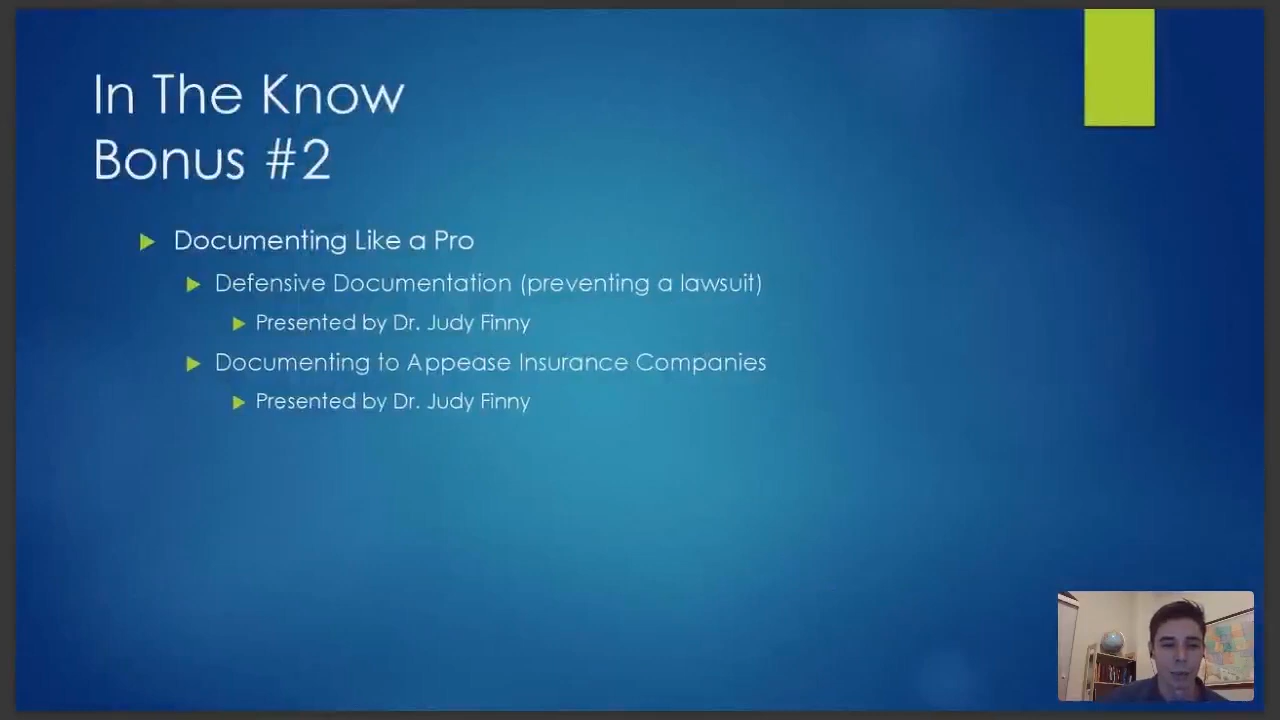 In The Know
Bonus #2
Documenting Like a Pro
Defensive Documentation (preventing a lawsuit)
Presented by Dr. Judy Finny
Documenting to Appease Insurance Companies
Presented by Dr. Judy Finny